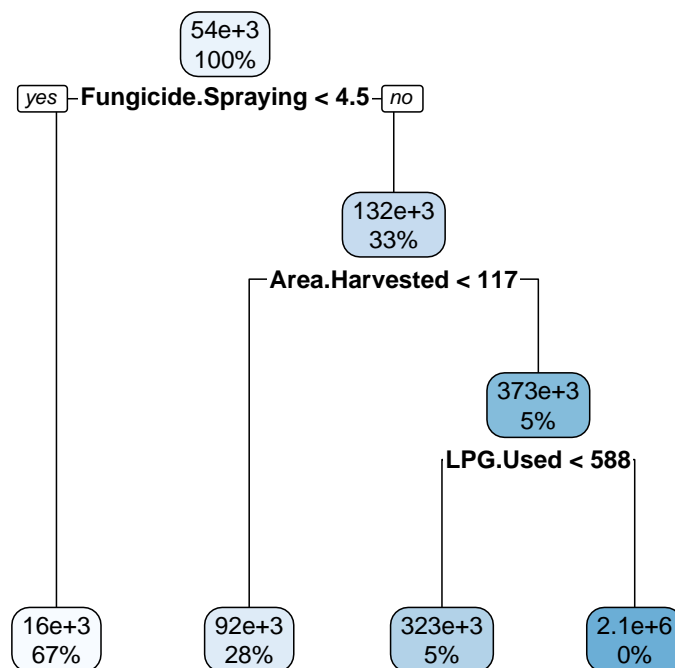 54e+3
100%
yes Fungicide.Spraying < 4.5 no
132e+3
33%
Area.Harvested < 117
373e+3
5%
LPG.Used < 588
16e+3
67%
92e+3
28%
323e+3
5%
2.1e+6
0%